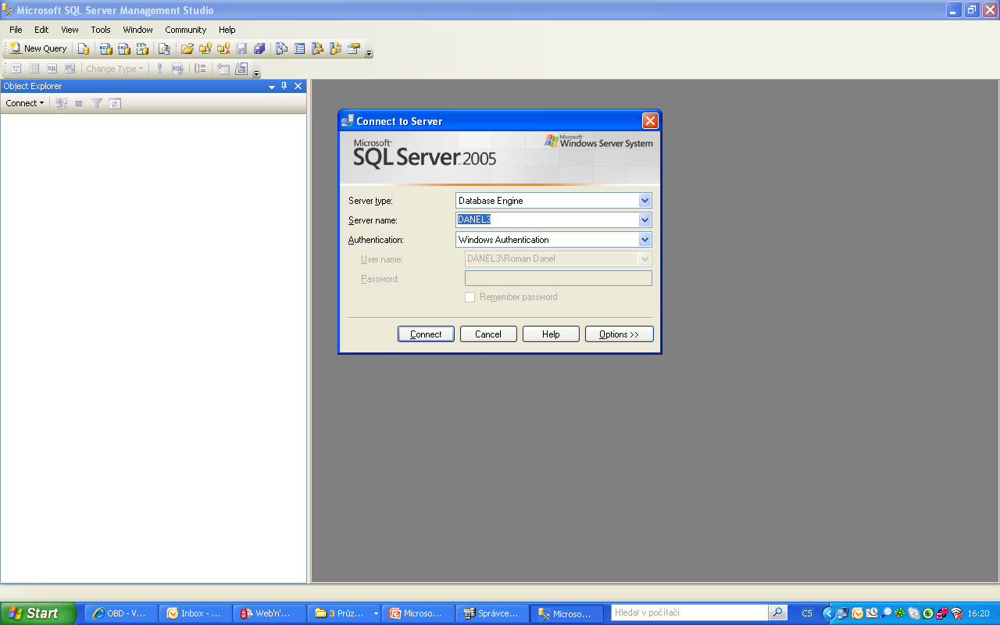 Microsoft SQL Server Management Studio
File Edit View Tools Window Community Help
New Query
Change Type
Object Explorer
Connect
Connect to Server
Microsoft
SQL Server 2005
Microsoft
Windows Server System
Server type: Database Engine
Server name: DANEL3
Authentication: Windows Authentication
User name: DANEL3\Roman Danel
Password:
Remember password
Connect Cancel Help Options >>
Start OBD - V... Inbox - ... Web'n'... 3 Průz... Microso... Správce... Microso... Hledat v počítači CS 16:20